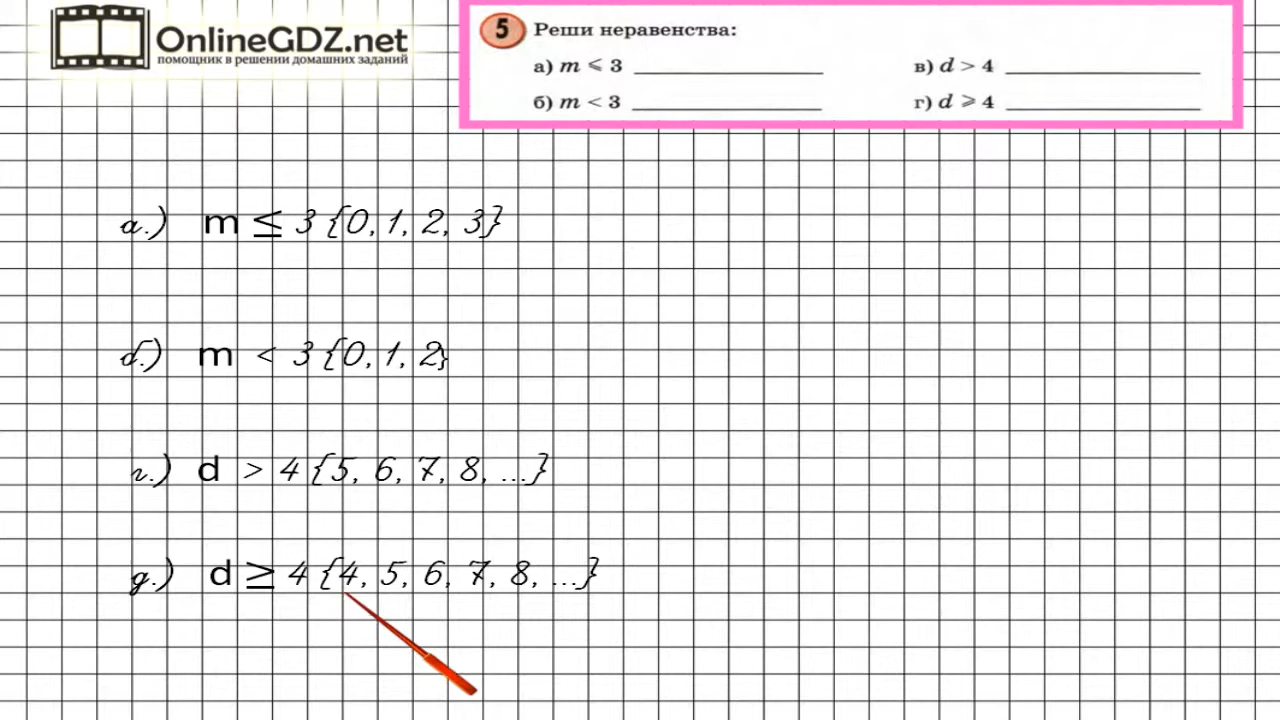 OnlineGDZ.net
помощник в решении домашних заданий
5 Реши неравенства:
а) m ⩽ 3
б) m < 3
в) d > 4
г) d ⩾ 4
а.) m ≤ 3 {0, 1, 2, 3}
б.) m < 3 {0, 1, 2}
г.) d > 4 {5, 6, 7, 8, ...}
д.) d ≥ 4 {4, 5, 6, 7, 8, ...}